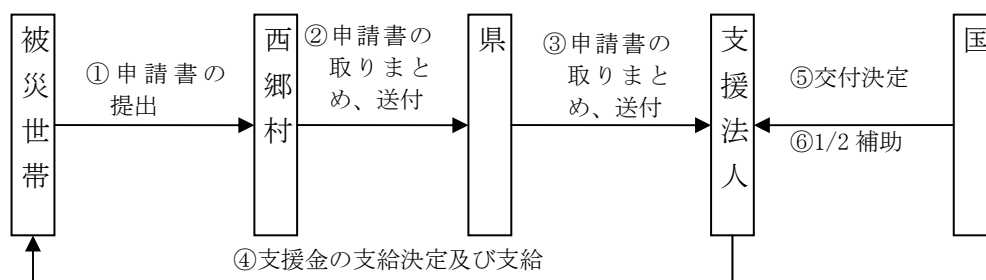 被災世帯
①申請書の
提出
西郷村
②申請書の
取りまと
め、送付
県
③申請書の
取りまと
め、送付
支援法人
⑤交付決定
⑥1/2 補助
国
④支援金の支給決定及び支給